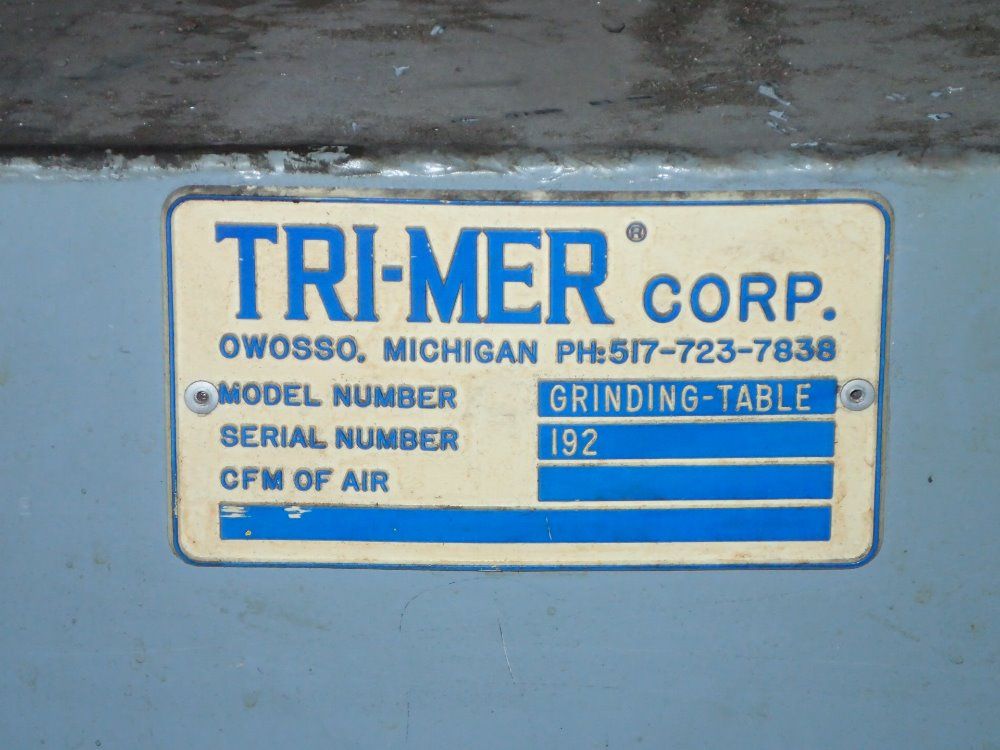 TRI-MER® CORP.
OWOSSO, MICHIGAN PH:517-723-7838
MODEL NUMBER GRINDING-TABLE
SERIAL NUMBER 192
CFM OF AIR